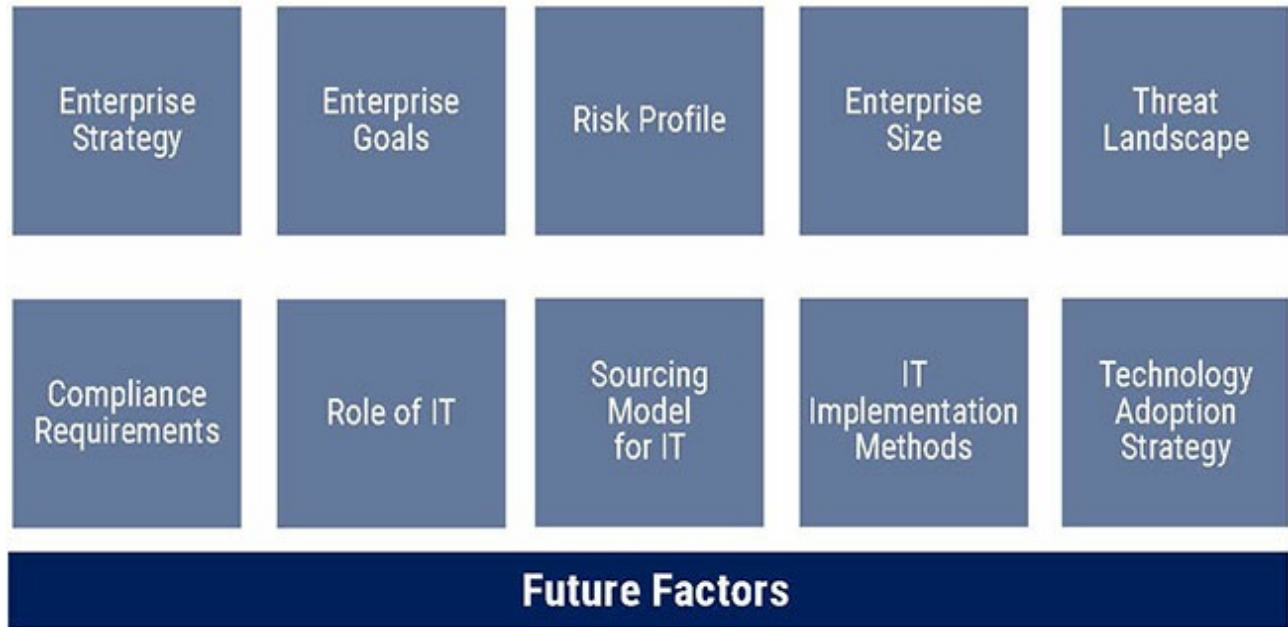 Enterprise
Strategy
Enterprise
Goals
Risk Profile
Enterprise
Size
Threat
Landscape
Compliance
Requirements
Role of IT
Sourcing
Model
for IT
IT
Implementation
Methods
Technology
Adoption
Strategy
Future Factors